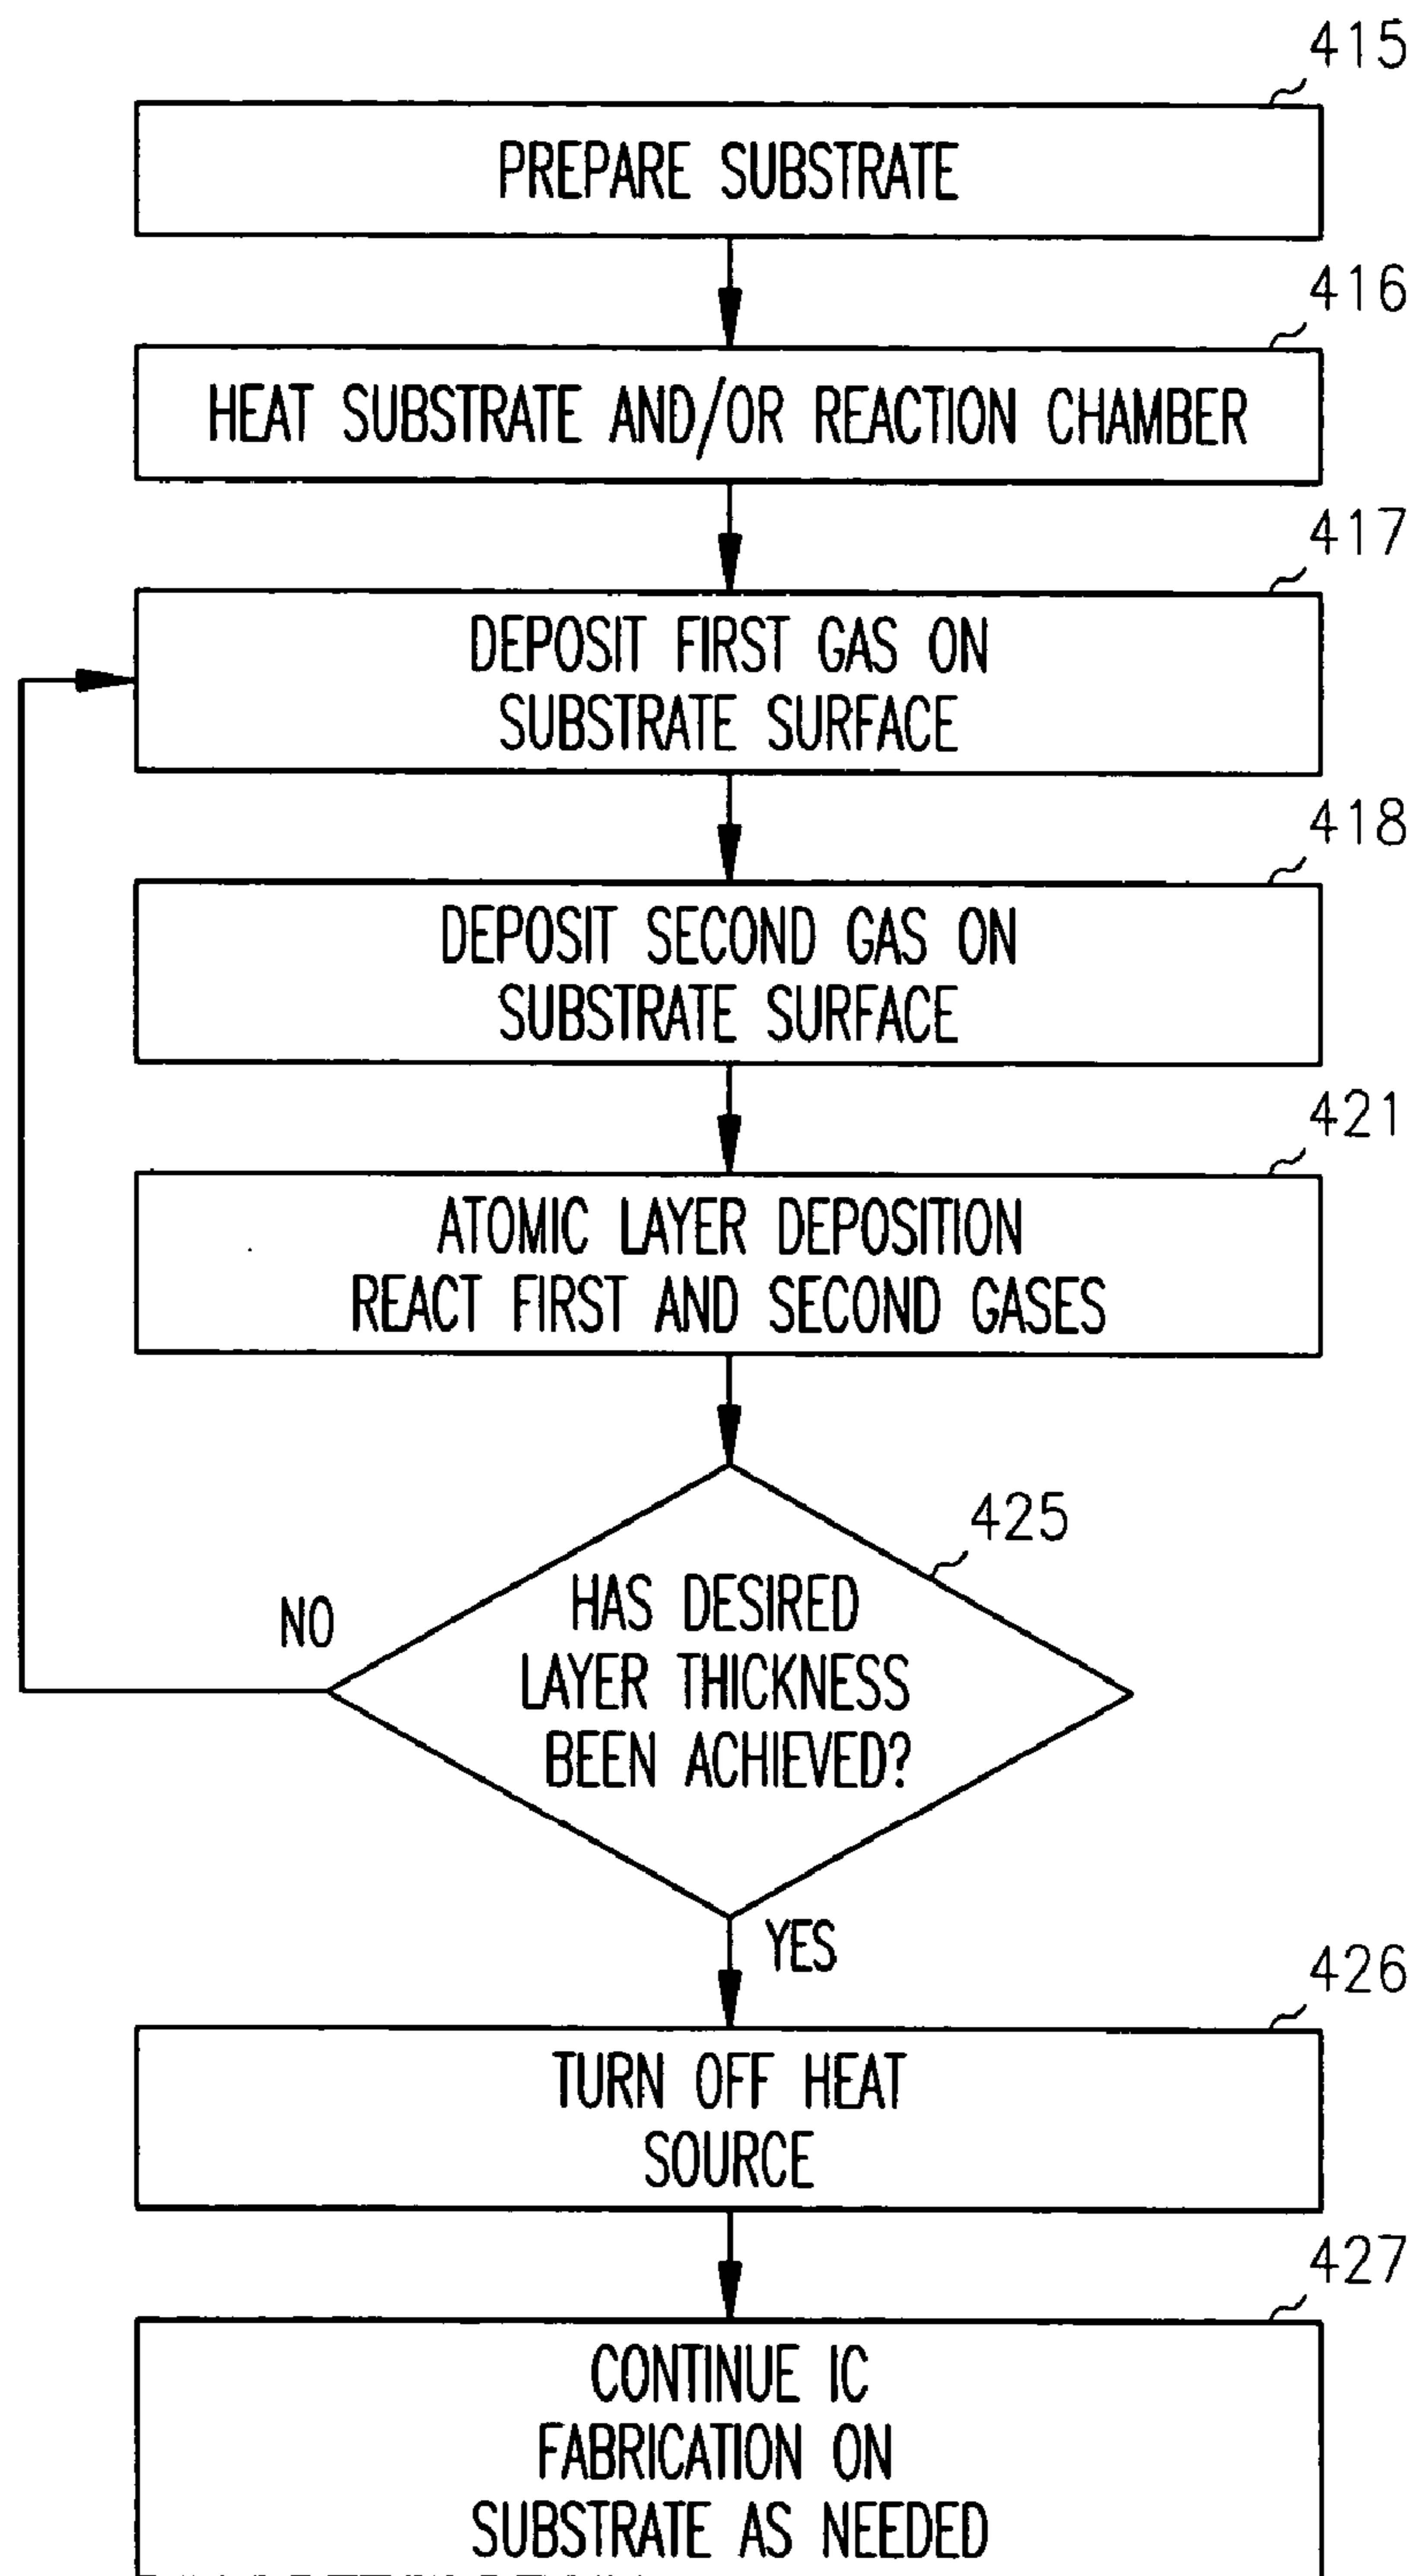 415
PREPARE SUBSTRATE
416
HEAT SUBSTRATE AND/OR REACTION CHAMBER
417
DEPOSIT FIRST GAS ON
SUBSTRATE SURFACE
418
DEPOSIT SECOND GAS ON
SUBSTRATE SURFACE
421
ATOMIC LAYER DEPOSITION
REACT FIRST AND SECOND GASES
425
HAS DESIRED
LAYER THICKNESS
BEEN ACHIEVED?
NO
YES
426
TURN OFF HEAT
SOURCE
427
CONTINUE IC
FABRICATION ON
SUBSTRATE AS NEEDED